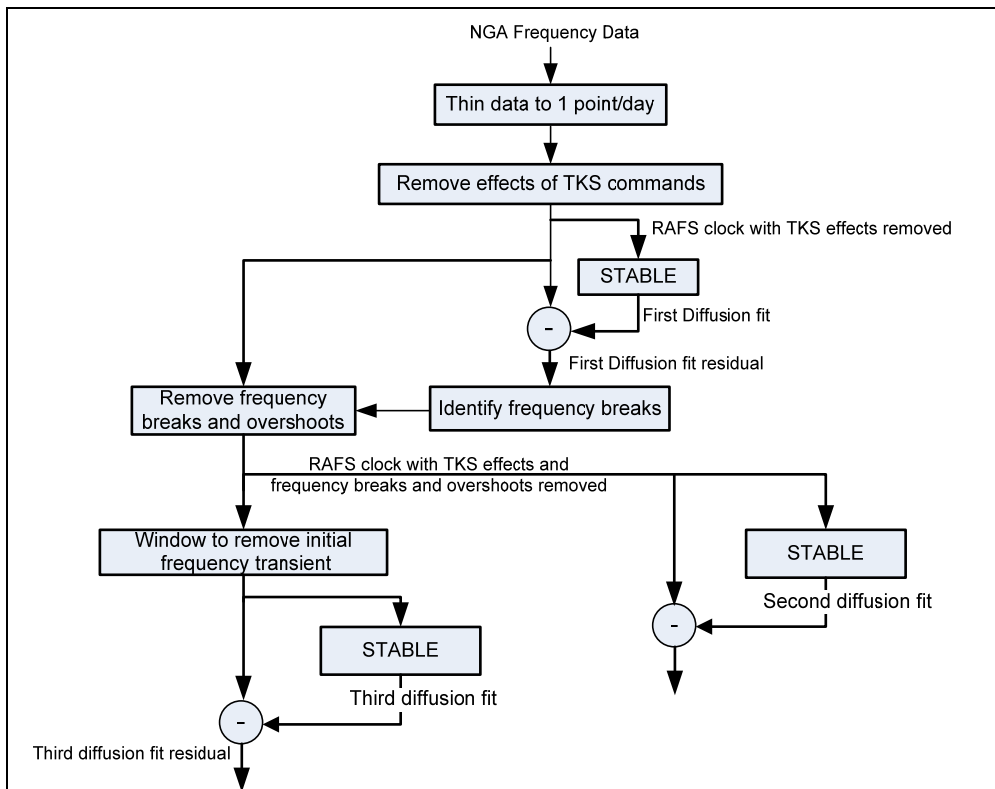 NGA Frequency Data
Thin data to 1 point/day
Remove effects of TKS commands
RAFS clock with TKS effects removed
STABLE
First Diffusion fit
-
First Diffusion fit residual
Remove frequency
breaks and overshoots
Identify frequency breaks
RAFS clock with TKS effects and
frequency breaks and overshoots removed
Window to remove initial
frequency transient
STABLE
Second diffusion fit
-
STABLE
Third diffusion fit
-
Third diffusion fit residual